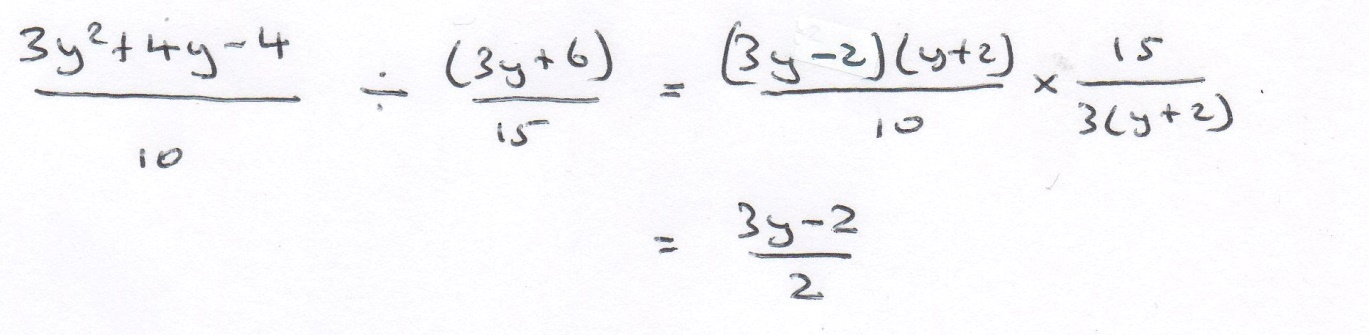 (3y²+4y-4)/10 ÷ (3y+6)/15 = (3y-2)(y+2)/10 × 15/3(y+2)
= (3y-2)/2